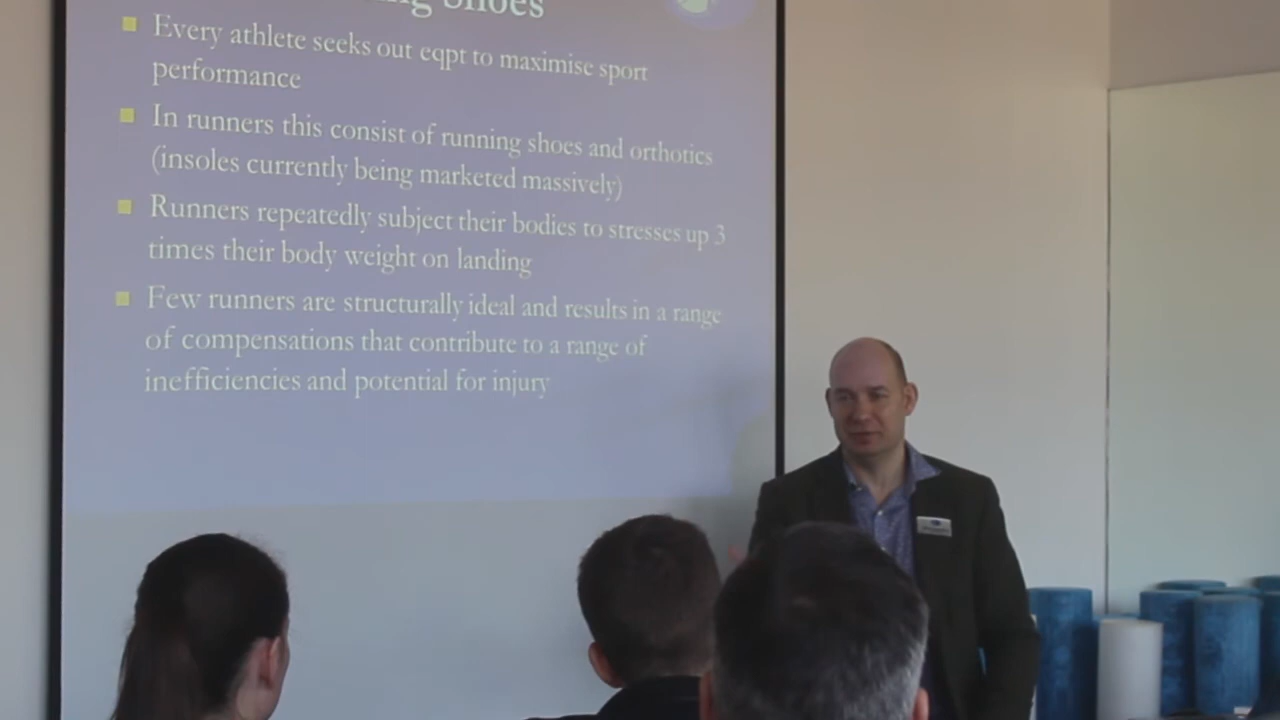 Shoes
Every athlete seeks out eqpt to maximise sport
performance
In runners this consist of running shoes and orthotics
(insoles currently being marketed massively)
Runners repeatedly subject their bodies to stresses up 3
times their body weight on landing
Few runners are structurally ideal and results in a range
of compensations that contribute to a range of
inefficiencies and potential for injury